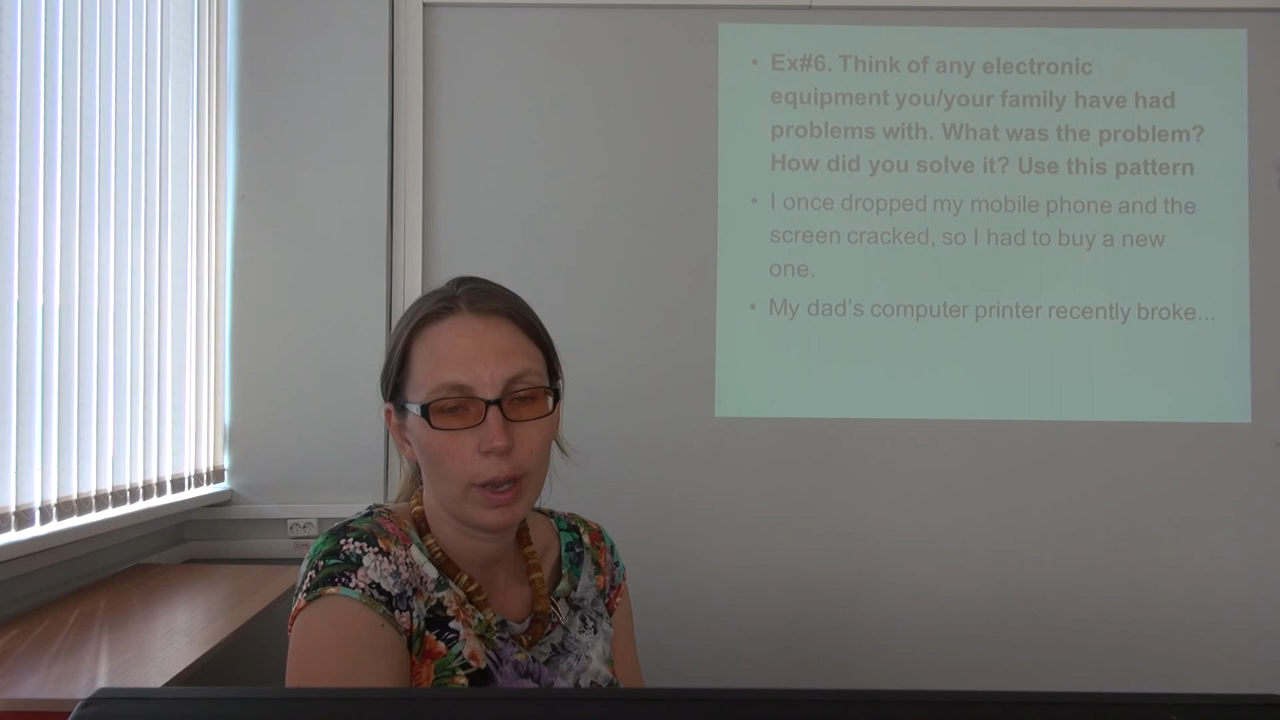 • Ex#6. Think of any electronic
equipment you/your family have had
problems with. What was the problem?
How did you solve it? Use this pattern
• I once dropped my mobile phone and the
screen cracked, so I had to buy a new
one.
• My dad’s computer printer recently broke...